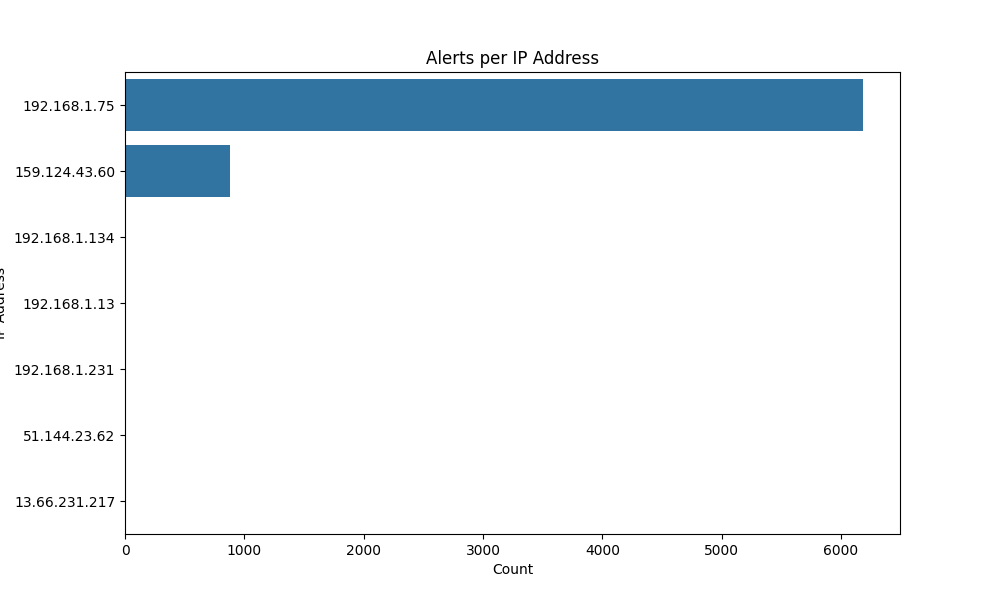 Alerts per IP Address
192.168.1.75
159.124.43.60
192.168.1.134
192.168.1.13
192.168.1.231
51.144.23.62
13.66.231.217
Address
0 1000 2000 3000 4000 5000 6000
Count